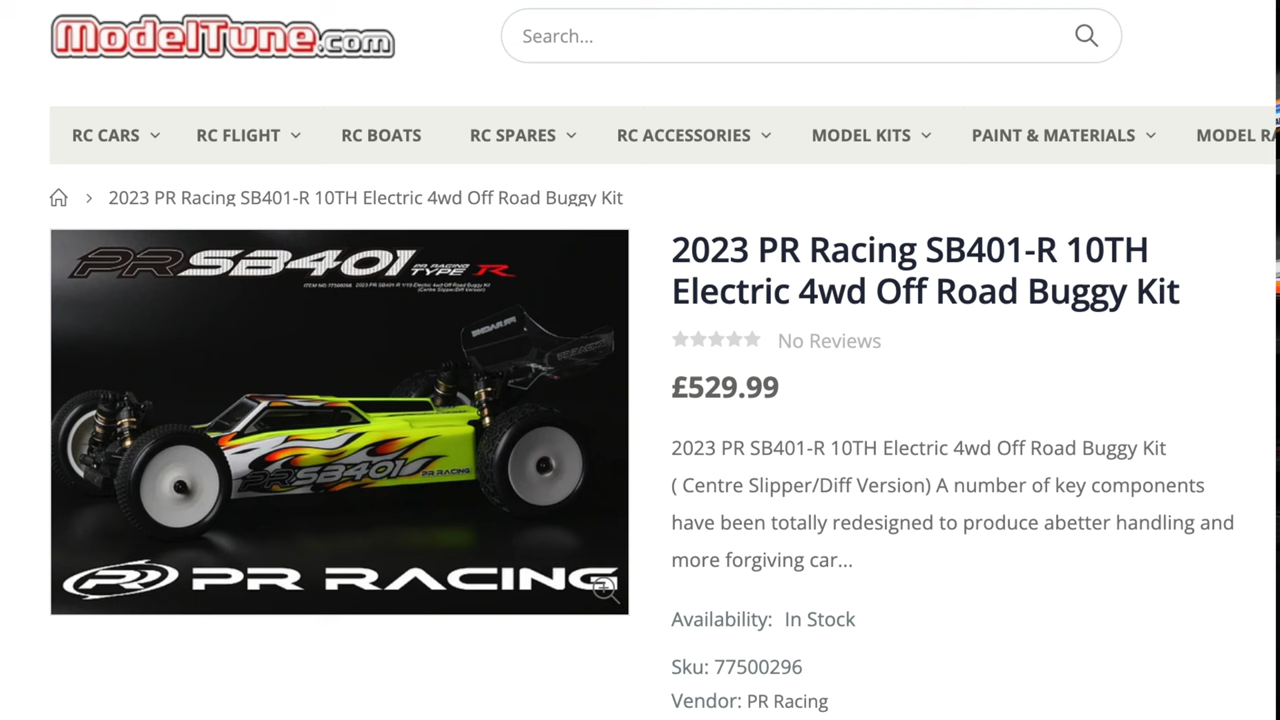 ModelTune.com
Search...
RC CARS RC FLIGHT RC BOATS RC SPARES RC ACCESSORIES MODEL KITS PAINT & MATERIALS MODEL
2023 PR Racing SB401-R 10TH Electric 4wd Off Road Buggy Kit
PRSB401 PR RACING TYPE R
2023 PR Racing SB401-R 10TH
Electric 4wd Off Road Buggy Kit
No Reviews
£529.99
PRSB401 PR RACING
2023 PR SB401-R 10TH Electric 4wd Off Road Buggy Kit
( Centre Slipper/Diff Version) A number of key components
have been totally redesigned to produce abetter handling and
more forgiving car...
PR RACING
Availability: In Stock
Sku: 77500296
Vendor: PR Racing